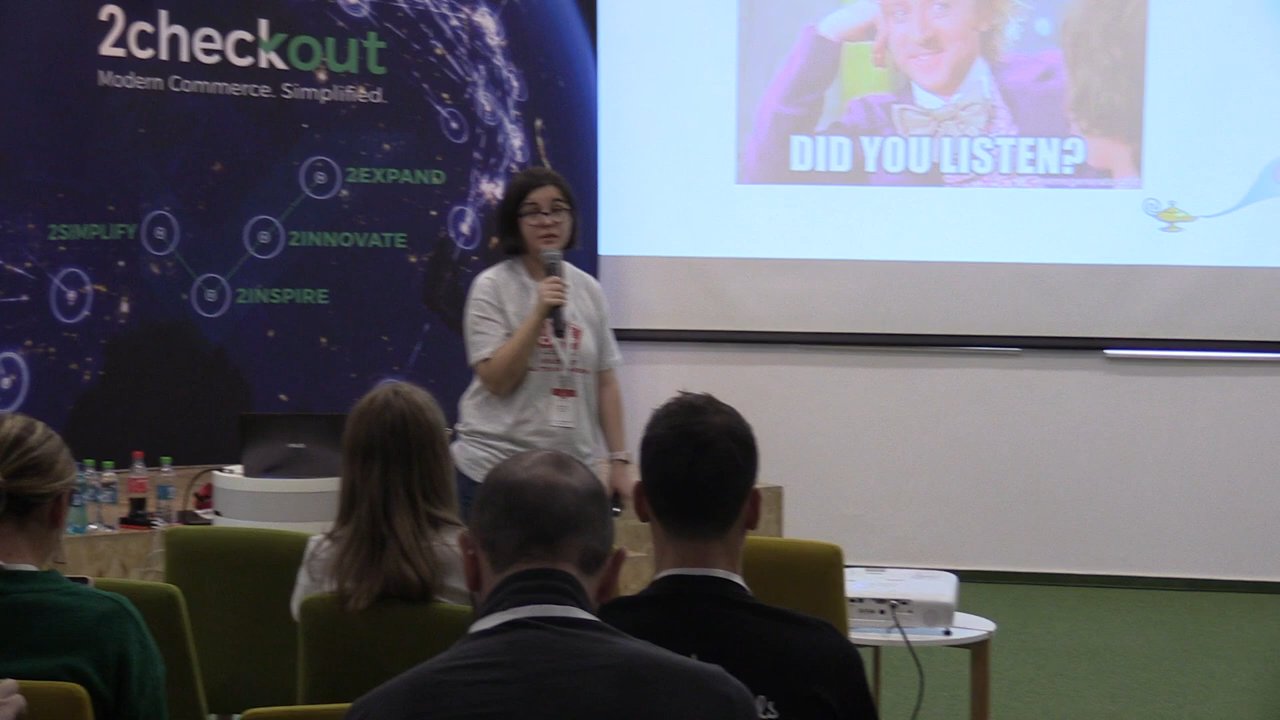 2checkout
Modern Commerce. Simplified.
2EXPAND
2SIMPLIFY
2INNOVATE
2INSPIRE
DID YOU LISTEN?